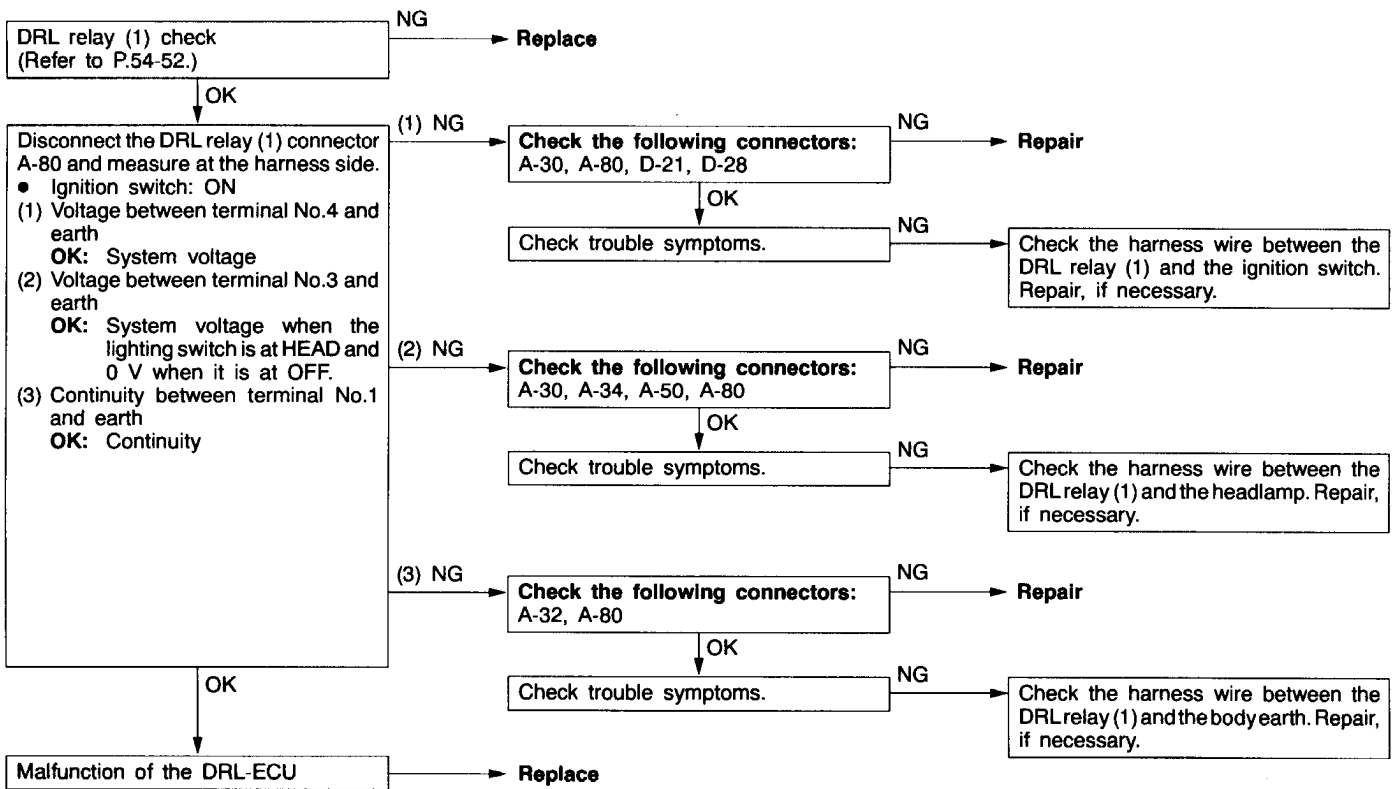 DRL relay (1) check
(Refer to P.54-52.)
NG
Replace
OK
Disconnect the DRL relay (1) connector
A-80 and measure at the harness side.
● Ignition switch: ON
(1) Voltage between terminal No.4 and
earth
OK: System voltage
(2) Voltage between terminal No.3 and
earth
OK: System voltage when the
lighting switch is at HEAD and
0 V when it is at OFF.
(3) Continuity between terminal No.1
and earth
OK: Continuity
(1) NG
Check the following connectors:
A-30, A-80, D-21, D-28
NG
Repair
OK
Check trouble symptoms.
NG
Check the harness wire between the
DRL relay (1) and the ignition switch.
Repair, if necessary.
(2) NG
Check the following connectors:
A-30, A-34, A-50, A-80
NG
Repair
OK
Check trouble symptoms.
NG
Check the harness wire between the
DRL relay (1) and the headlamp. Repair,
if necessary.
(3) NG
Check the following connectors:
A-32, A-80
NG
Repair
OK
Check trouble symptoms.
NG
Check the harness wire between the
DRL relay (1) and the body earth. Repair,
if necessary.
OK
Malfunction of the DRL-ECU
Replace